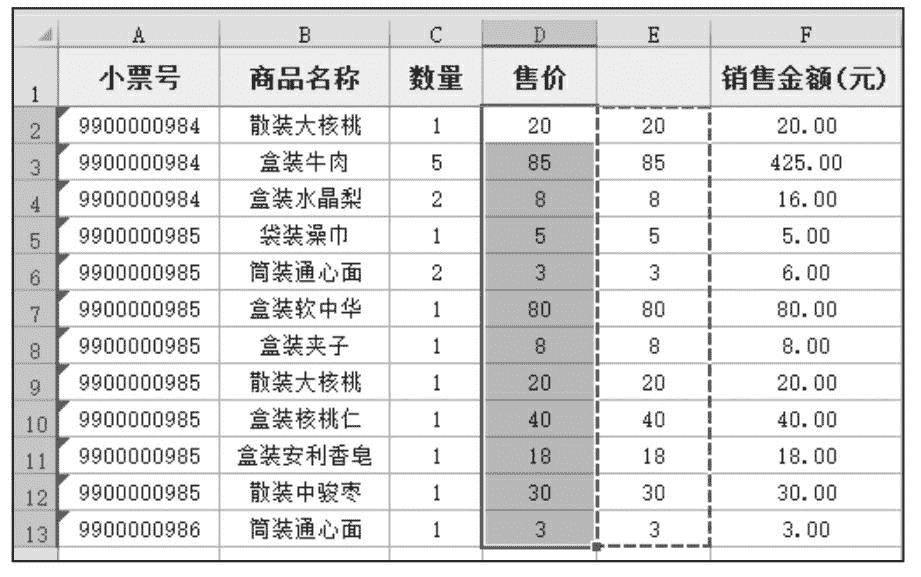 A B C D E F
1 小票号 商品名称 数量 售价 销售金额(元)
2 9900000984 散装大核桃 1 20 20 20.00
3 9900000984 盒装牛肉 5 85 85 425.00
4 9900000984 盒装水晶梨 2 8 8 16.00
5 9900000985 袋装澡巾 1 5 5 5.00
6 9900000985 筒装通心面 2 3 3 6.00
7 9900000985 盒装软中华 1 80 80 80.00
8 9900000985 盒装夹子 1 8 8 8.00
9 9900000985 散装大核桃 1 20 20 20.00
10 9900000985 盒装核桃仁 1 40 40 40.00
11 9900000985 盒装安利香皂 1 18 18 18.00
12 9900000985 散装中骏枣 1 30 30 30.00
13 9900000986 筒装通心面 1 3 3 3.00